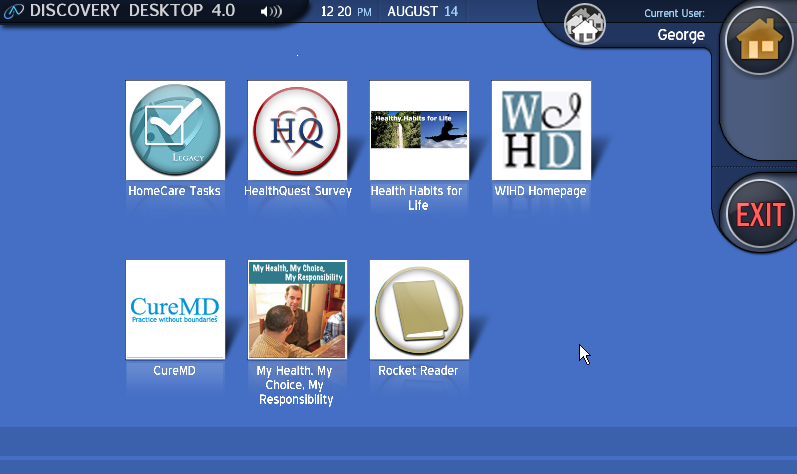 DISCOVERY DESKTOP 4.0
12 20 PM
AUGUST 14
Current User:
George
LEGACY
HQ
Healthy Habits for Life
W
H D
HomeCare Tasks
HealthQuest Survey
Health Habits for
Life
WIHD Homepage
EXIT
CureMD
Practice without boundaries
My Health, My Choice,
My Responsibility
CureMD
My Health, My
Choice, My
Responsibility
Rocket Reader